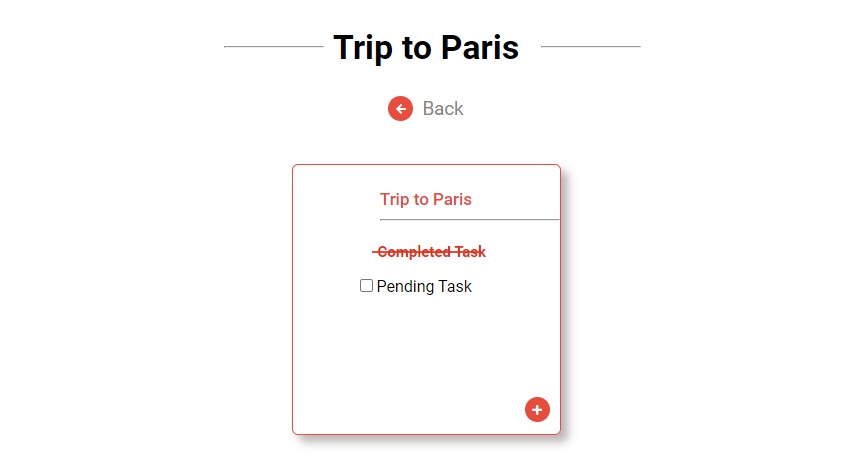 Trip to Paris
Back
Trip to Paris
Completed Task
Pending Task